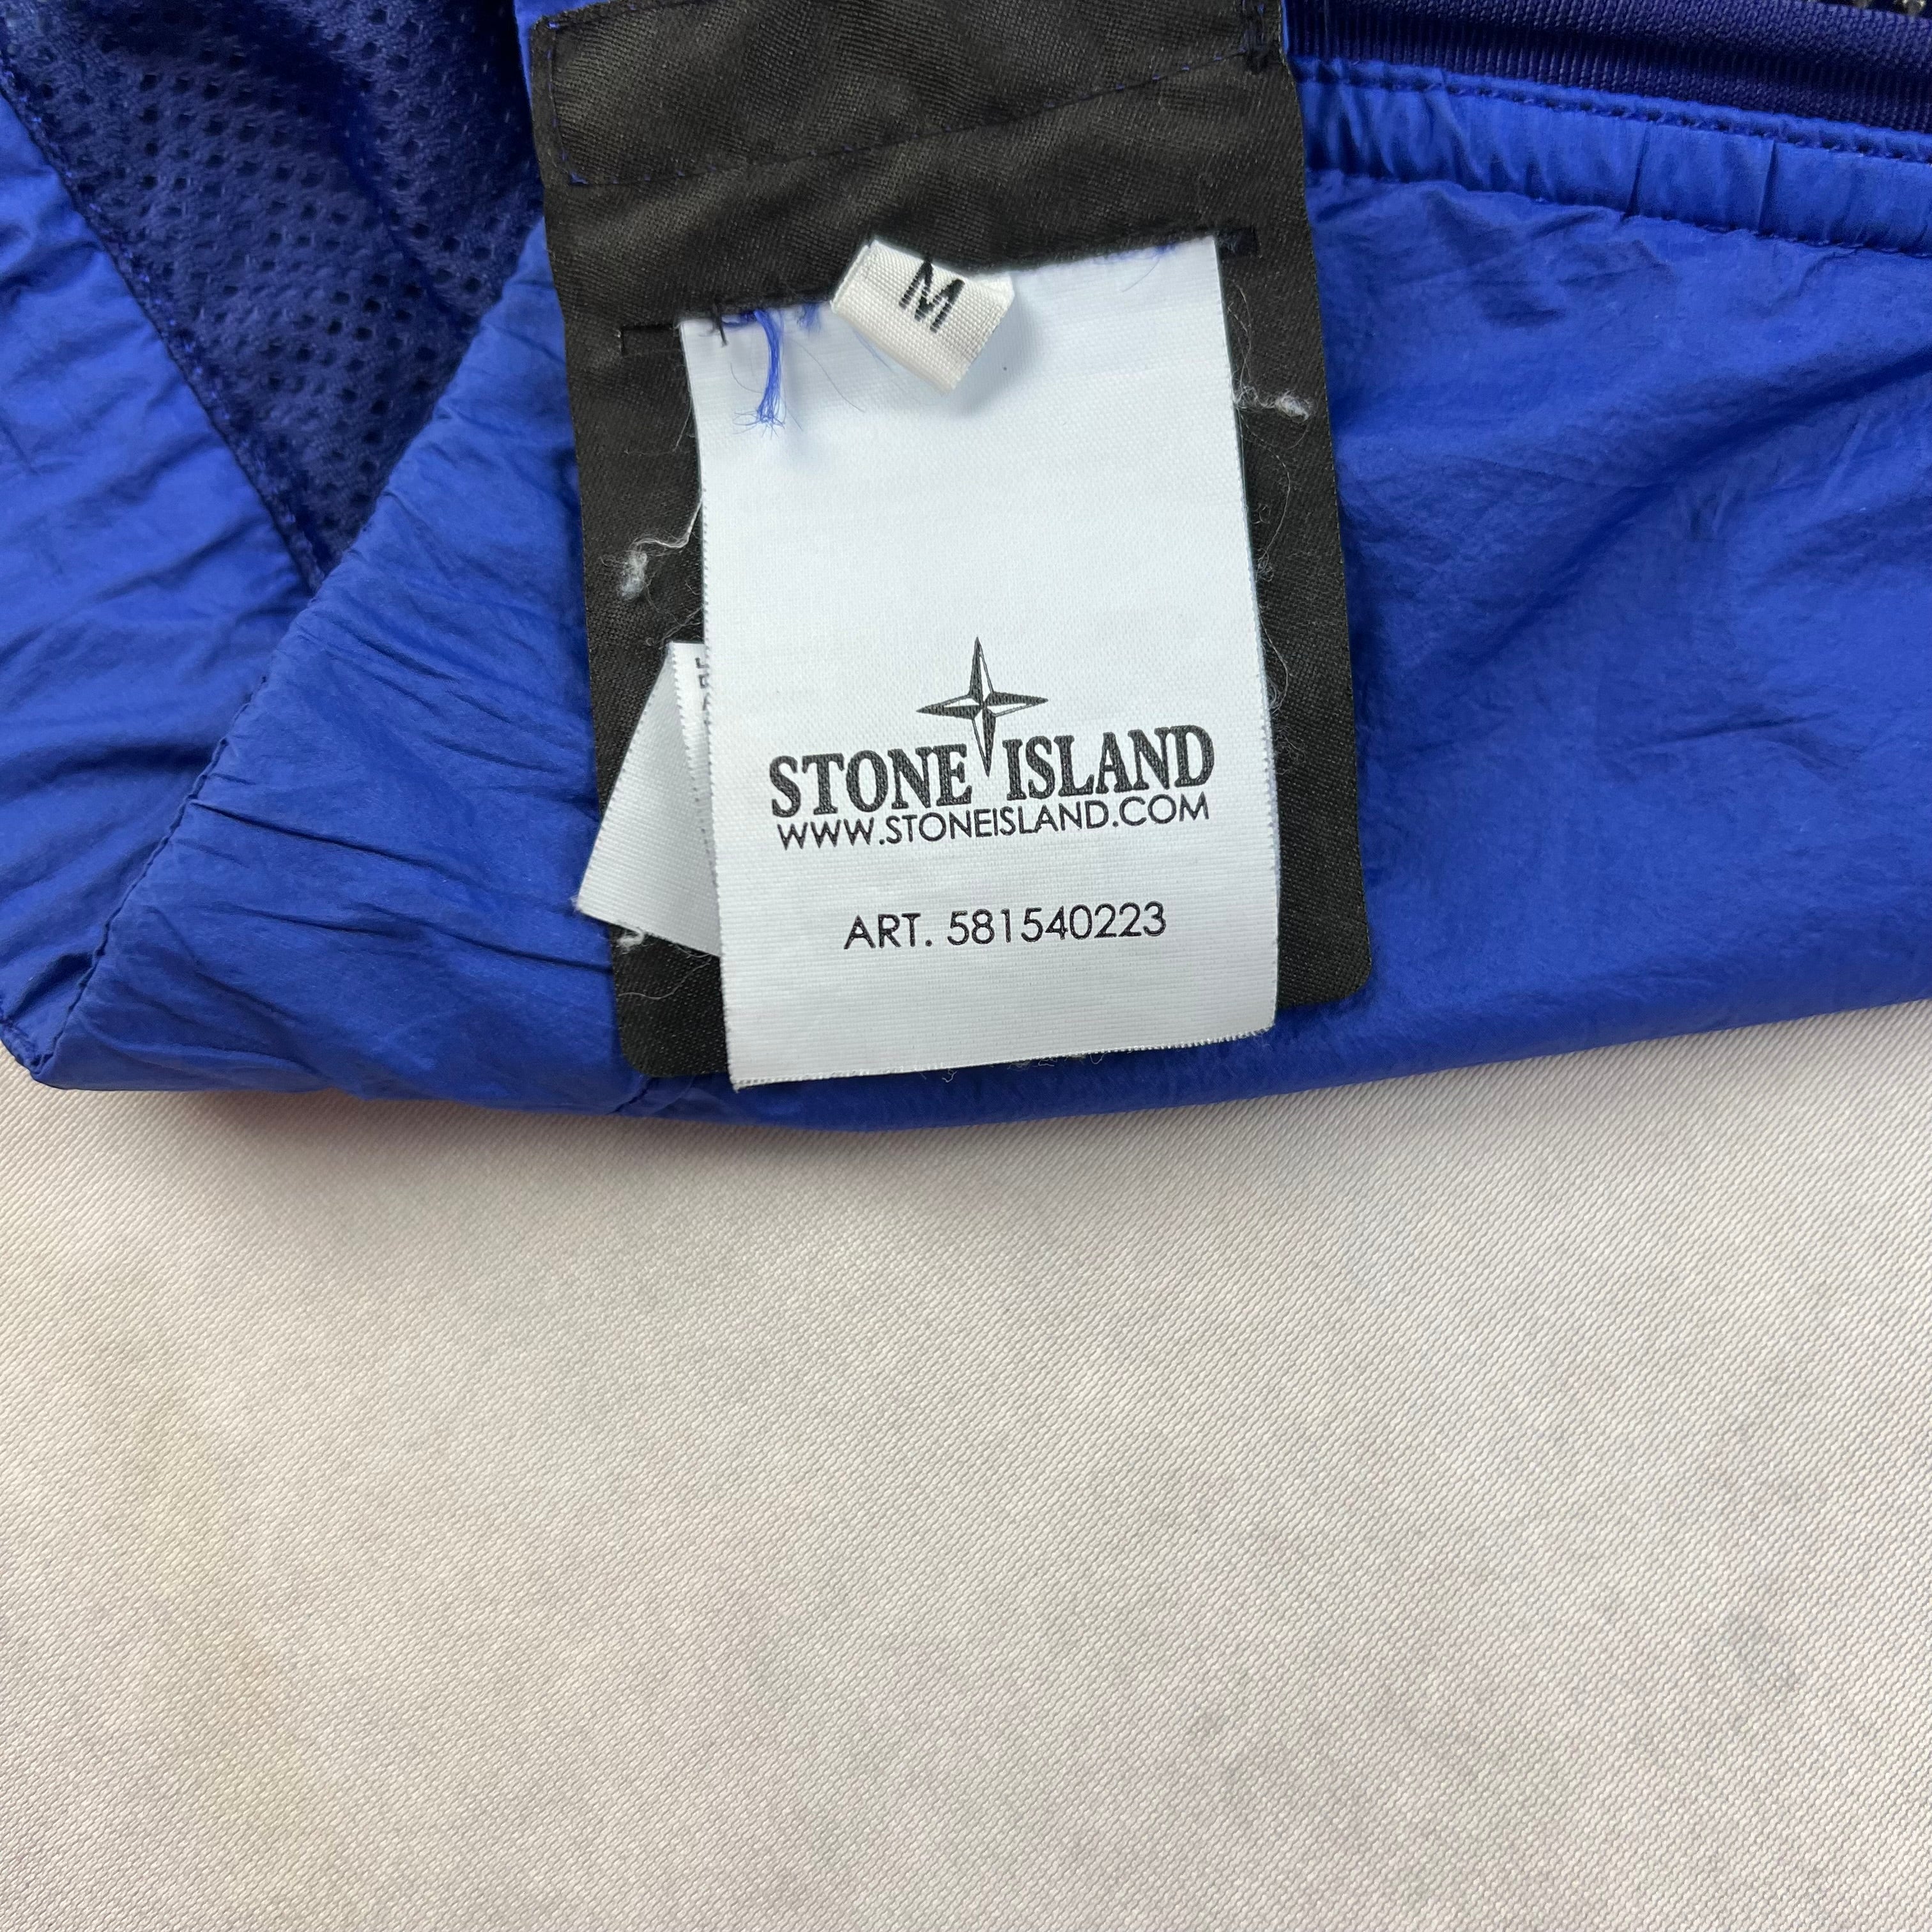 M
STONE ISLAND
WWW.STONEISLAND.COM
ART. 581540223